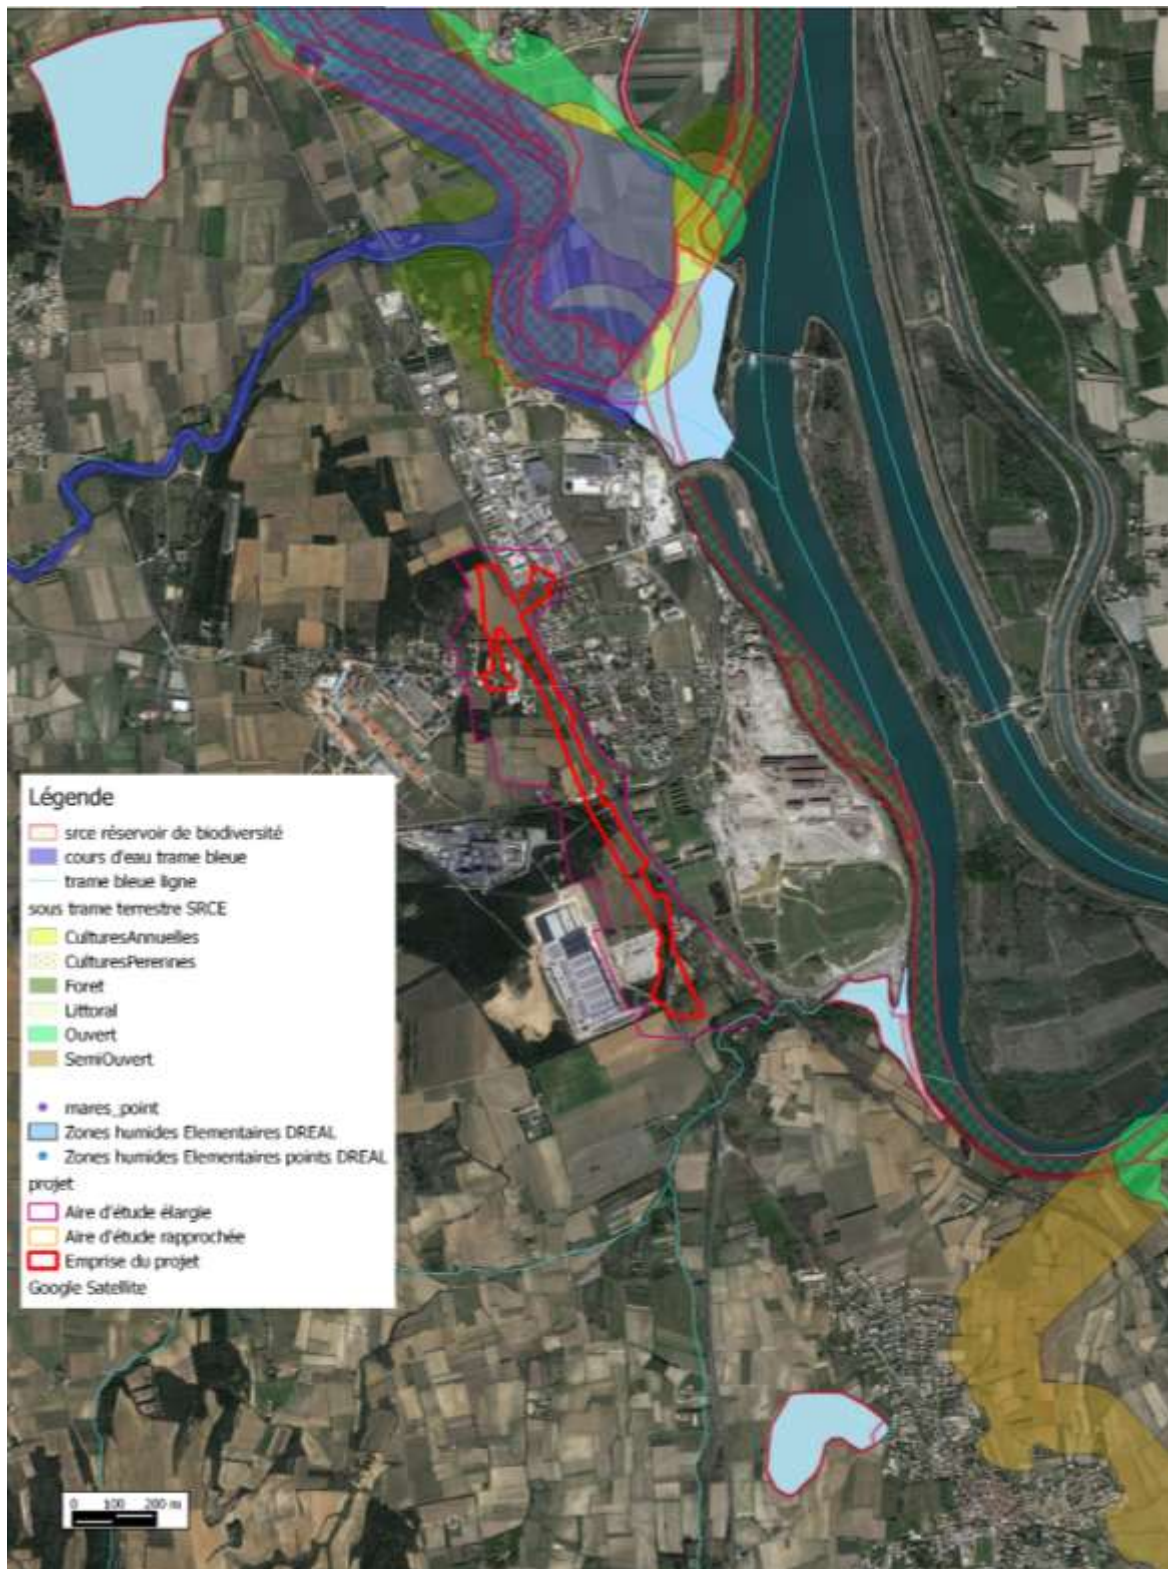 Légende
srce réservoir de biodiversité
cours d'eau trame bleue
trame bleue ligne
sous trame terrestre SRCE
CulturesAnnuelles
CulturesPerennes
Foret
Littoral
Ouvert
SemiOuvert
mares_point
Zones humides Elementaires DREAL
Zones humides Elementaires points DREAL
projet
Aire d'étude élargie
Aire d'étude rapprochée
Emprise du projet
Google Satellite
0 100 200 m